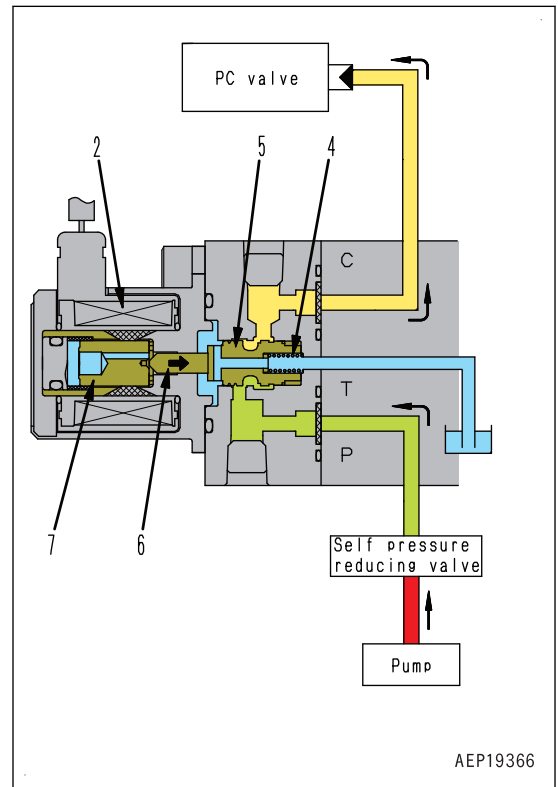 PC valve
2
5
4
C
T
P
7
6
Self pressure
reducing valve
Pump
AEP19366